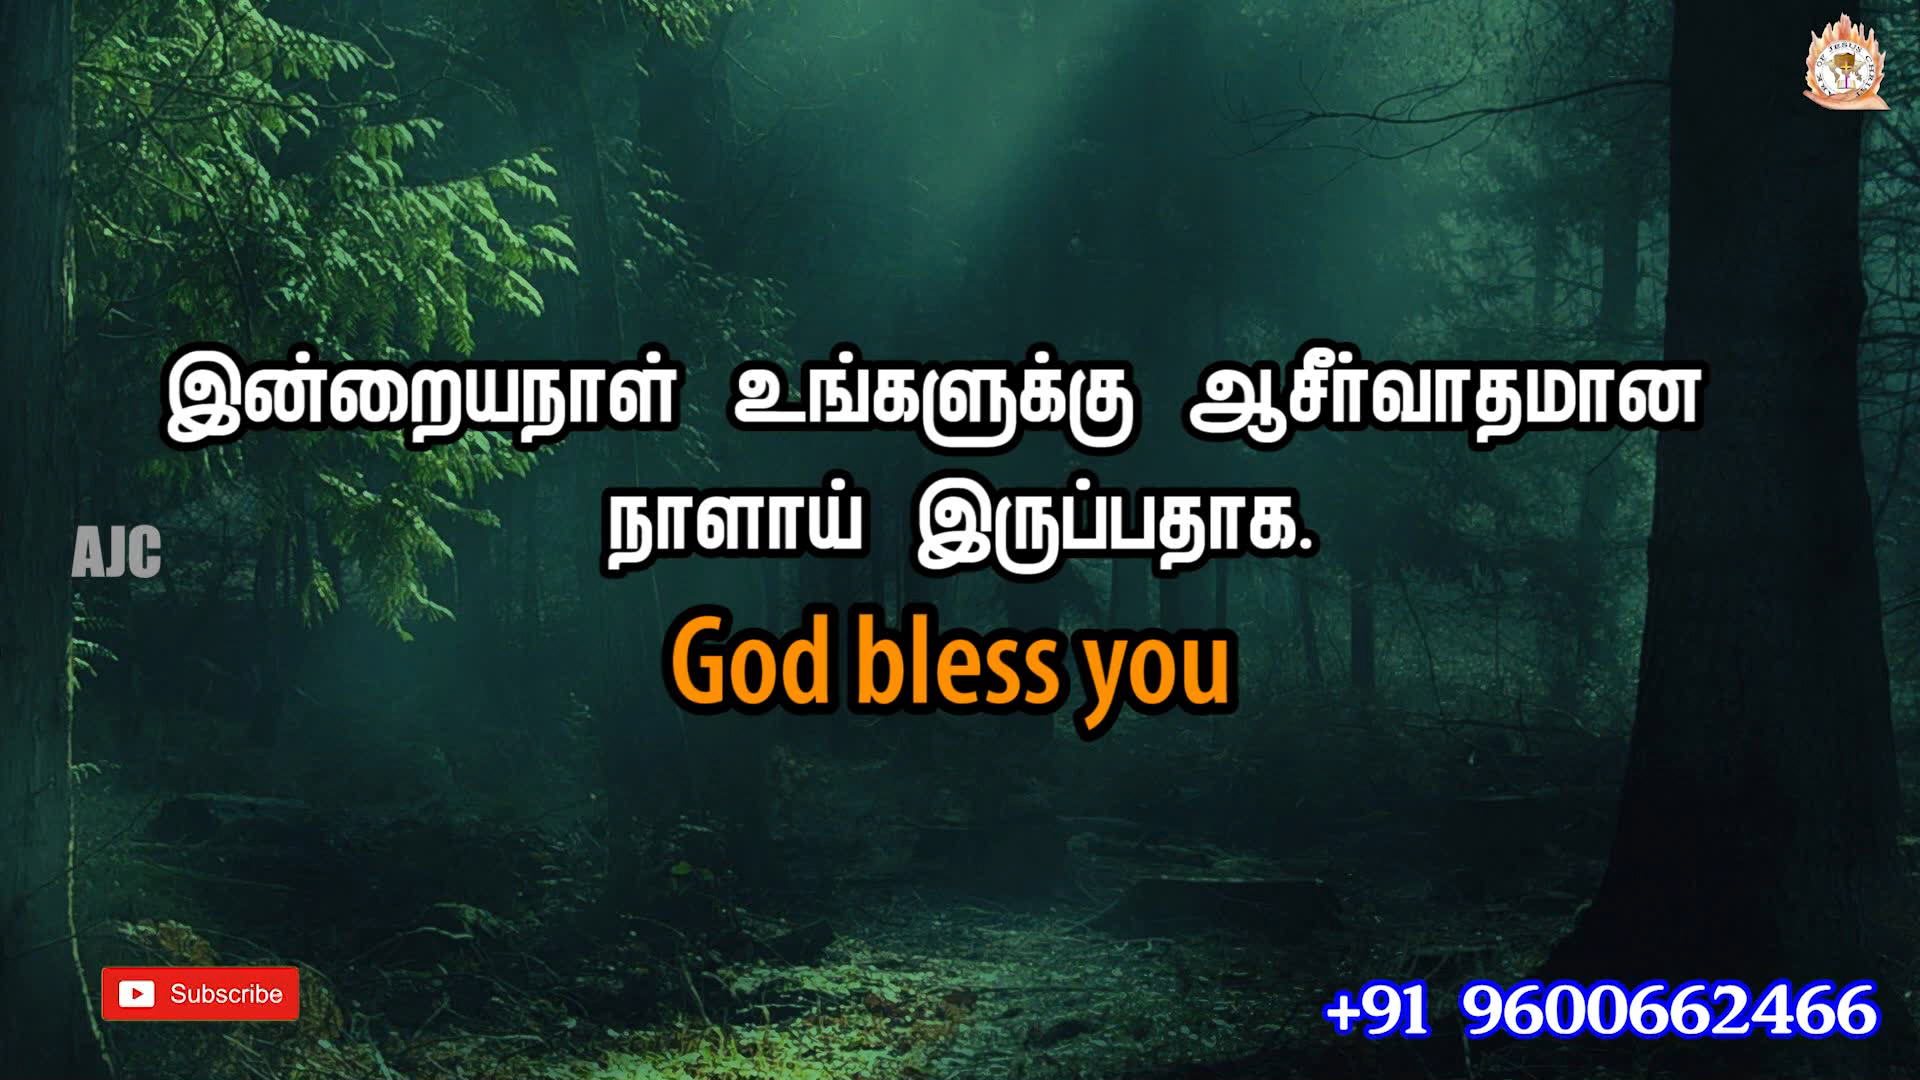 இன்றையநாள் உங்களுக்கு ஆசீர்வாதமான
நாளாய் இருப்பதாக.
AJC
God bless you
Subscribe
+91 9600662466